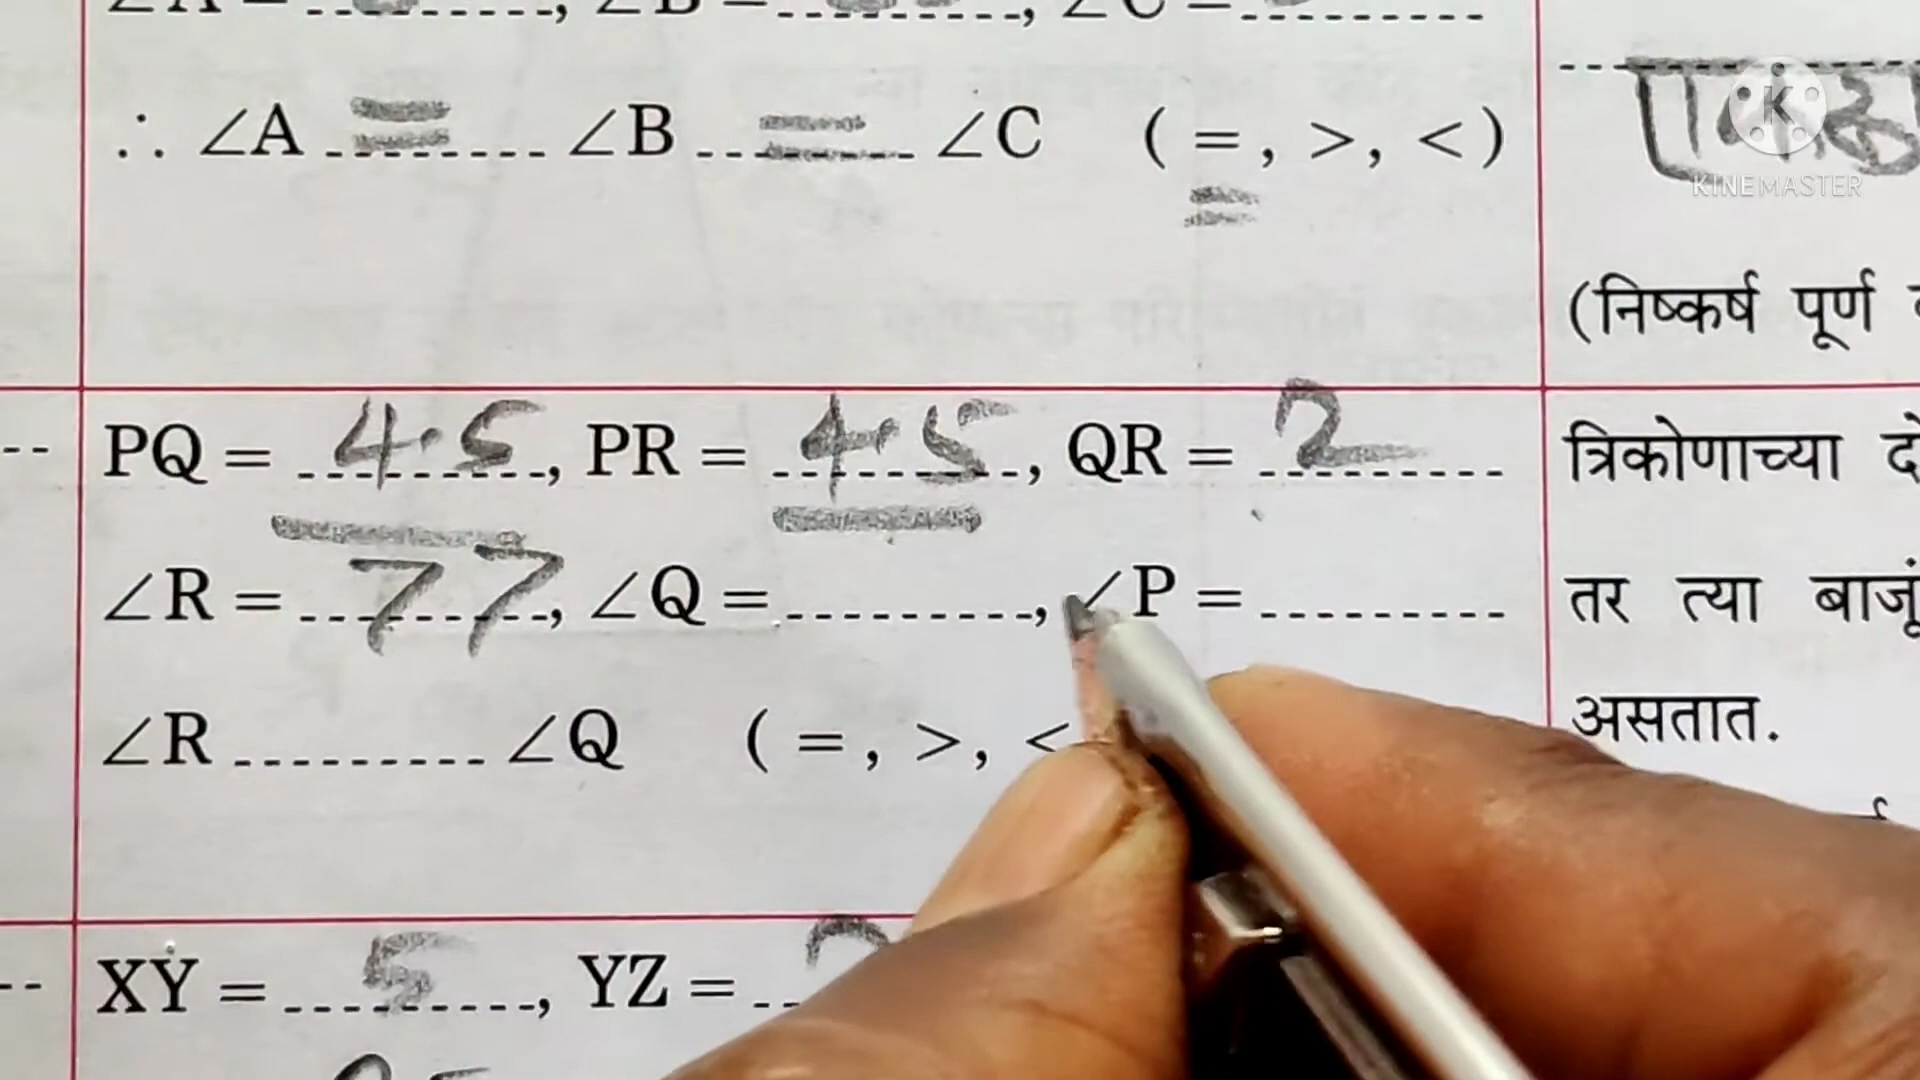 ∠A = ---------, ∠B = ---------, ∠C = ---------
∴ ∠A = ∠B = ∠C ( =, >, < )
=
KINEMASTER
(निष्कर्ष पूर्ण
PQ = 4.5, PR = 4.5, QR = 2
त्रिकोणाच्या
∠R = 77, ∠Q = ---------, ∠P = ---------
तर त्या बाजूं
∠R --------- ∠Q ( =, >, <
असतात.
XY = 5, YZ =